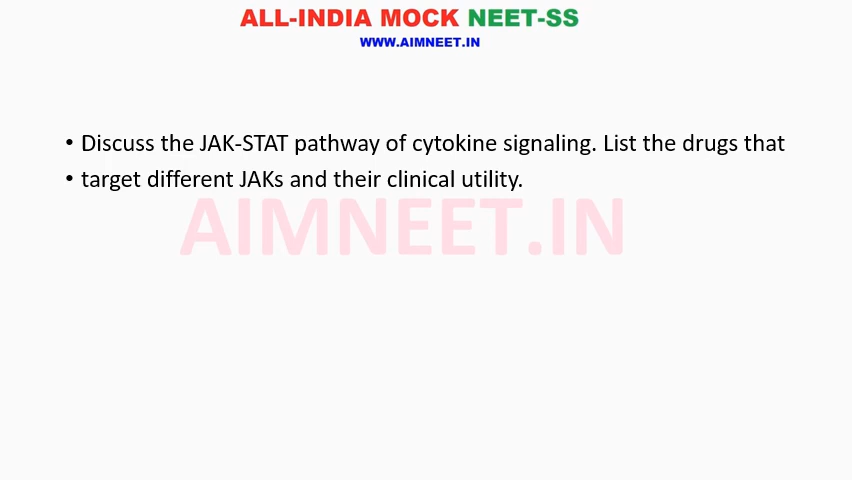 ALL-INDIA MOCK NEET-SS
WWW.AIMNEET.IN
• Discuss the JAK-STAT pathway of cytokine signaling. List the drugs that
• target different JAKs and their clinical utility.
AIMNEET.IN